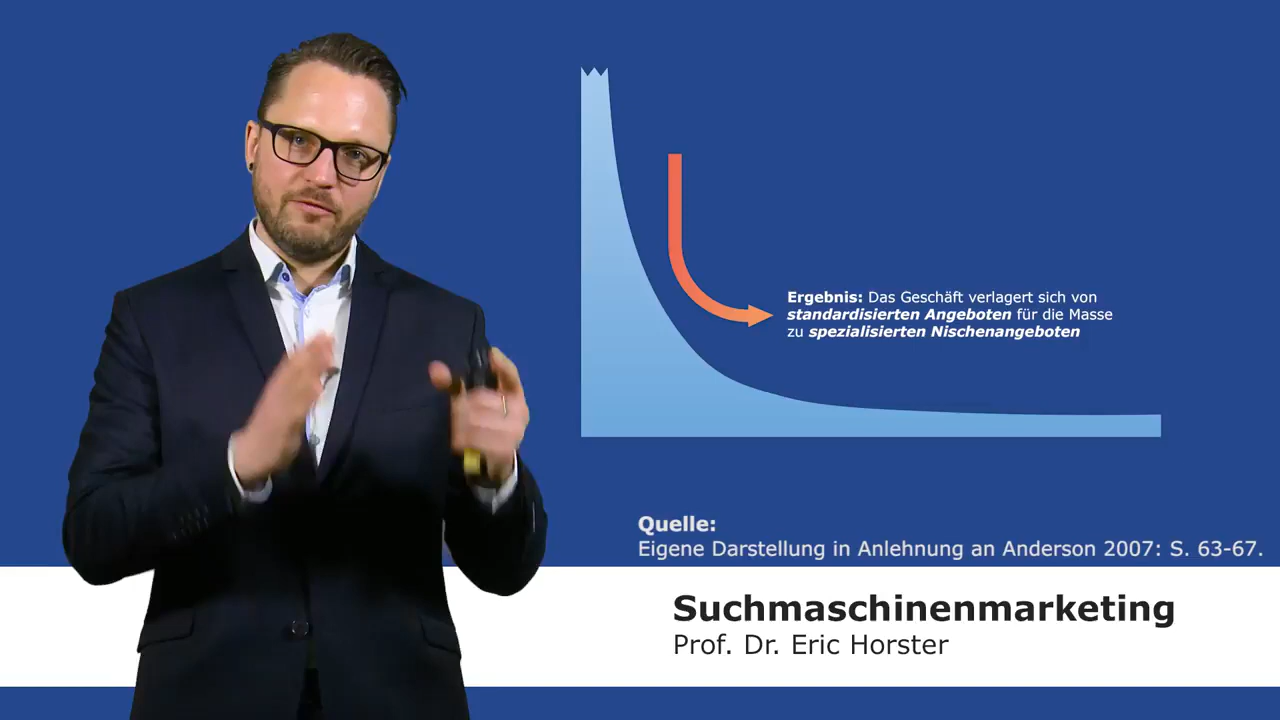 Ergebnis: Das Geschäft verlagert sich von
standardisierten Angeboten für die Masse
zu spezialisierten Nischenangeboten
Quelle:
Eigene Darstellung in Anlehnung an Anderson 2007: S. 63-67.
Suchmaschinenmarketing
Prof. Dr. Eric Horster